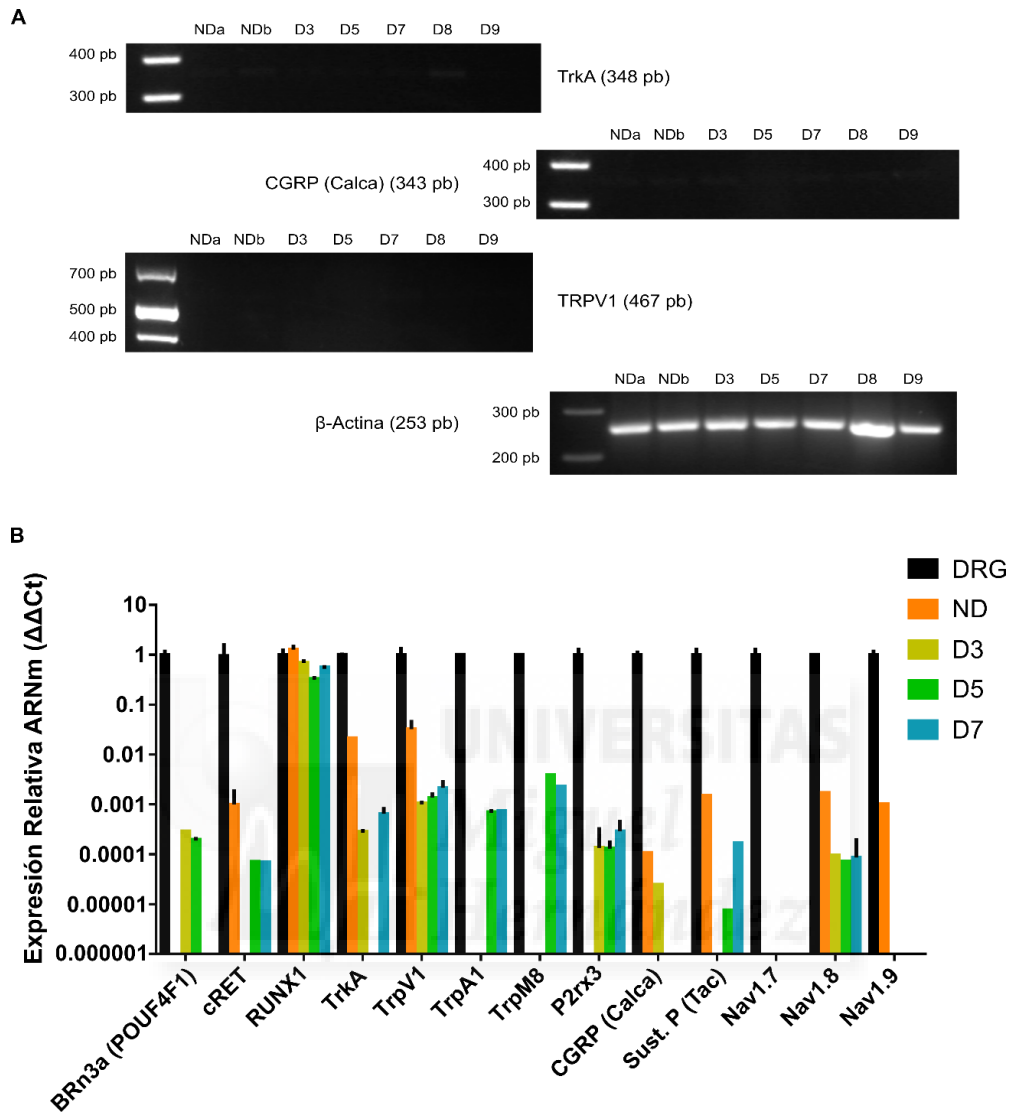 A
NDa NDb D3 D5 D7 D8 D9
400 pb
300 pb
TrkA (348 pb)
NDa NDb D3 D5 D7 D8 D9
CGRP (Calca) (343 pb)
400 pb
300 pb
NDa NDb D3 D5 D7 D8 D9
700 pb
500 pb
400 pb
TRPV1 (467 pb)
NDa NDb D3 D5 D7 D8 D9
β-Actina (253 pb)
300 pb
200 pb
B
Expresión Relativa ARNm (ΔΔCt)
10
1
0.1
0.01
0.001
0.0001
0.00001
0.000001
DRG
ND
D3
D5
D7
UNIVERSITAS
Miguel
Hernández
BRn3a (POUF4F1)
cRET
RUNX1
TrkA
TrpV1
TrpA1
TrpM8
P2rx3
CGRP (Calca)
Sust. P (Tac)
Nav1.7
Nav1.8
Nav1.9